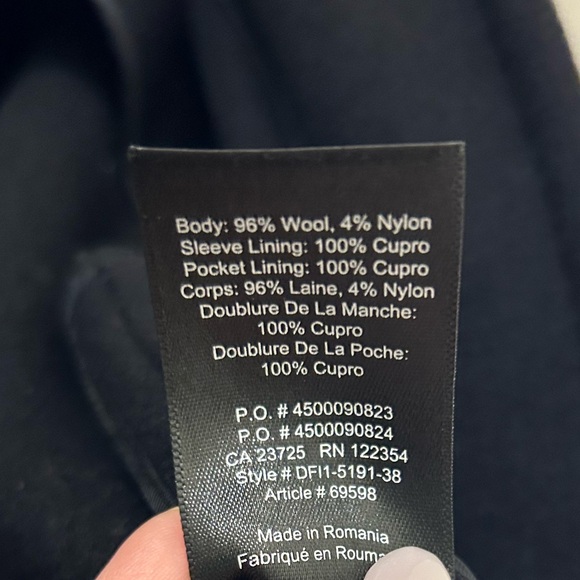 Body: 96% Wool, 4% Nylon
Sleeve Lining: 100% Cupro
Pocket Lining: 100% Cupro
Corps: 96% Laine, 4% Nylon
Doublure De La Manche:
100% Cupro
Doublure De La Poche:
100% Cupro
P.O. # 4500090823
P.O. # 4500090824
CA 23725 RN 122354
Style # DFI1-5191-38
Article # 69598
Made in Romania
Fabriqué en